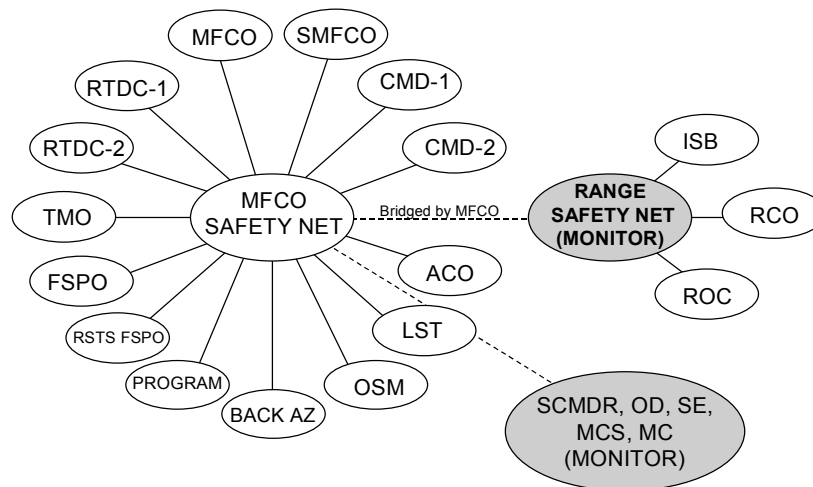 MFCO
SMFCO
RTDC-1
CMD-1
RTDC-2
CMD-2
ISB
MFCO
SAFETY NET
Bridged by MFCO
RANGE
SAFETY NET
(MONITOR)
TMO
RCO
FSPO
ACO
ROC
RSTS FSPO
LST
PROGRAM
OSM
BACK AZ
SCMDR, OD, SE,
MCS, MC
(MONITOR)